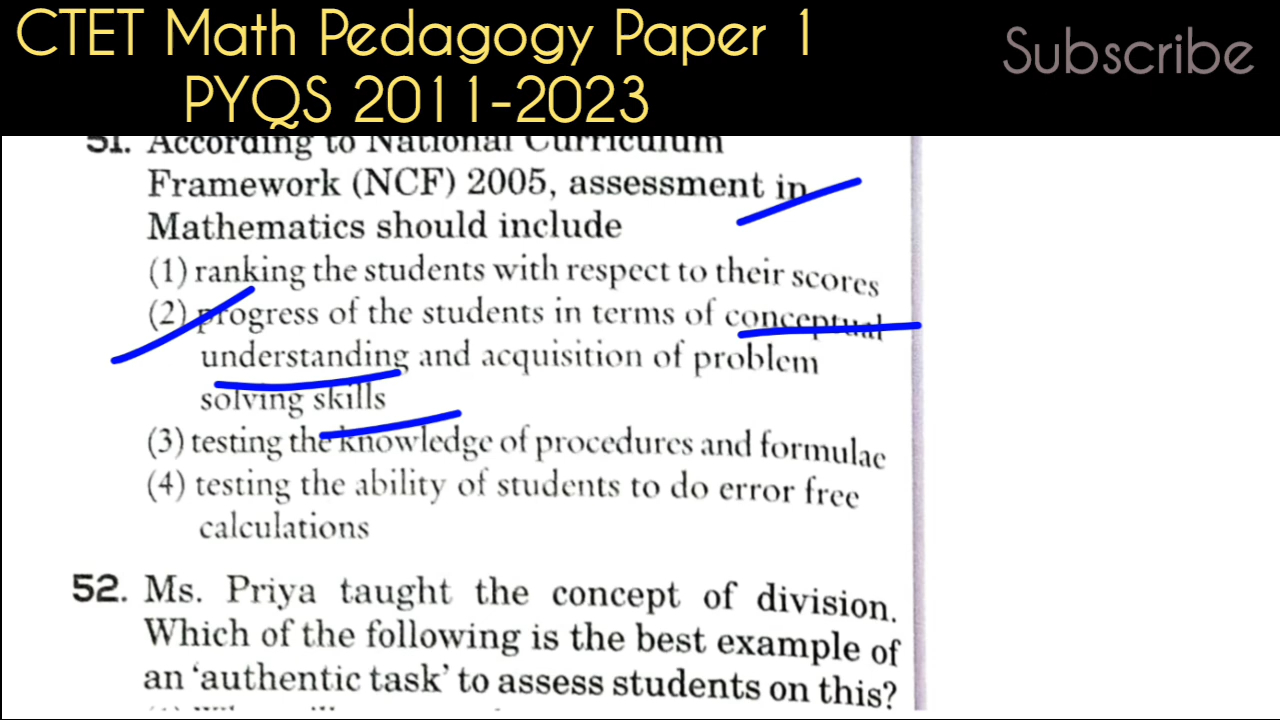 CTET Math Pedagogy Paper 1
PYQS 2011-2023
Subscribe
51. According to National Curriculum
Framework (NCF) 2005, assessment in
Mathematics should include
(1) ranking the students with respect to their scores
(2) progress of the students in terms of conceptual
understanding and acquisition of problem
solving skills
(3) testing the knowledge of procedures and formulae
(4) testing the ability of students to do error free
calculations
52. Ms. Priya taught the concept of division.
Which of the following is the best example of
an ‘authentic task’ to assess students on this?